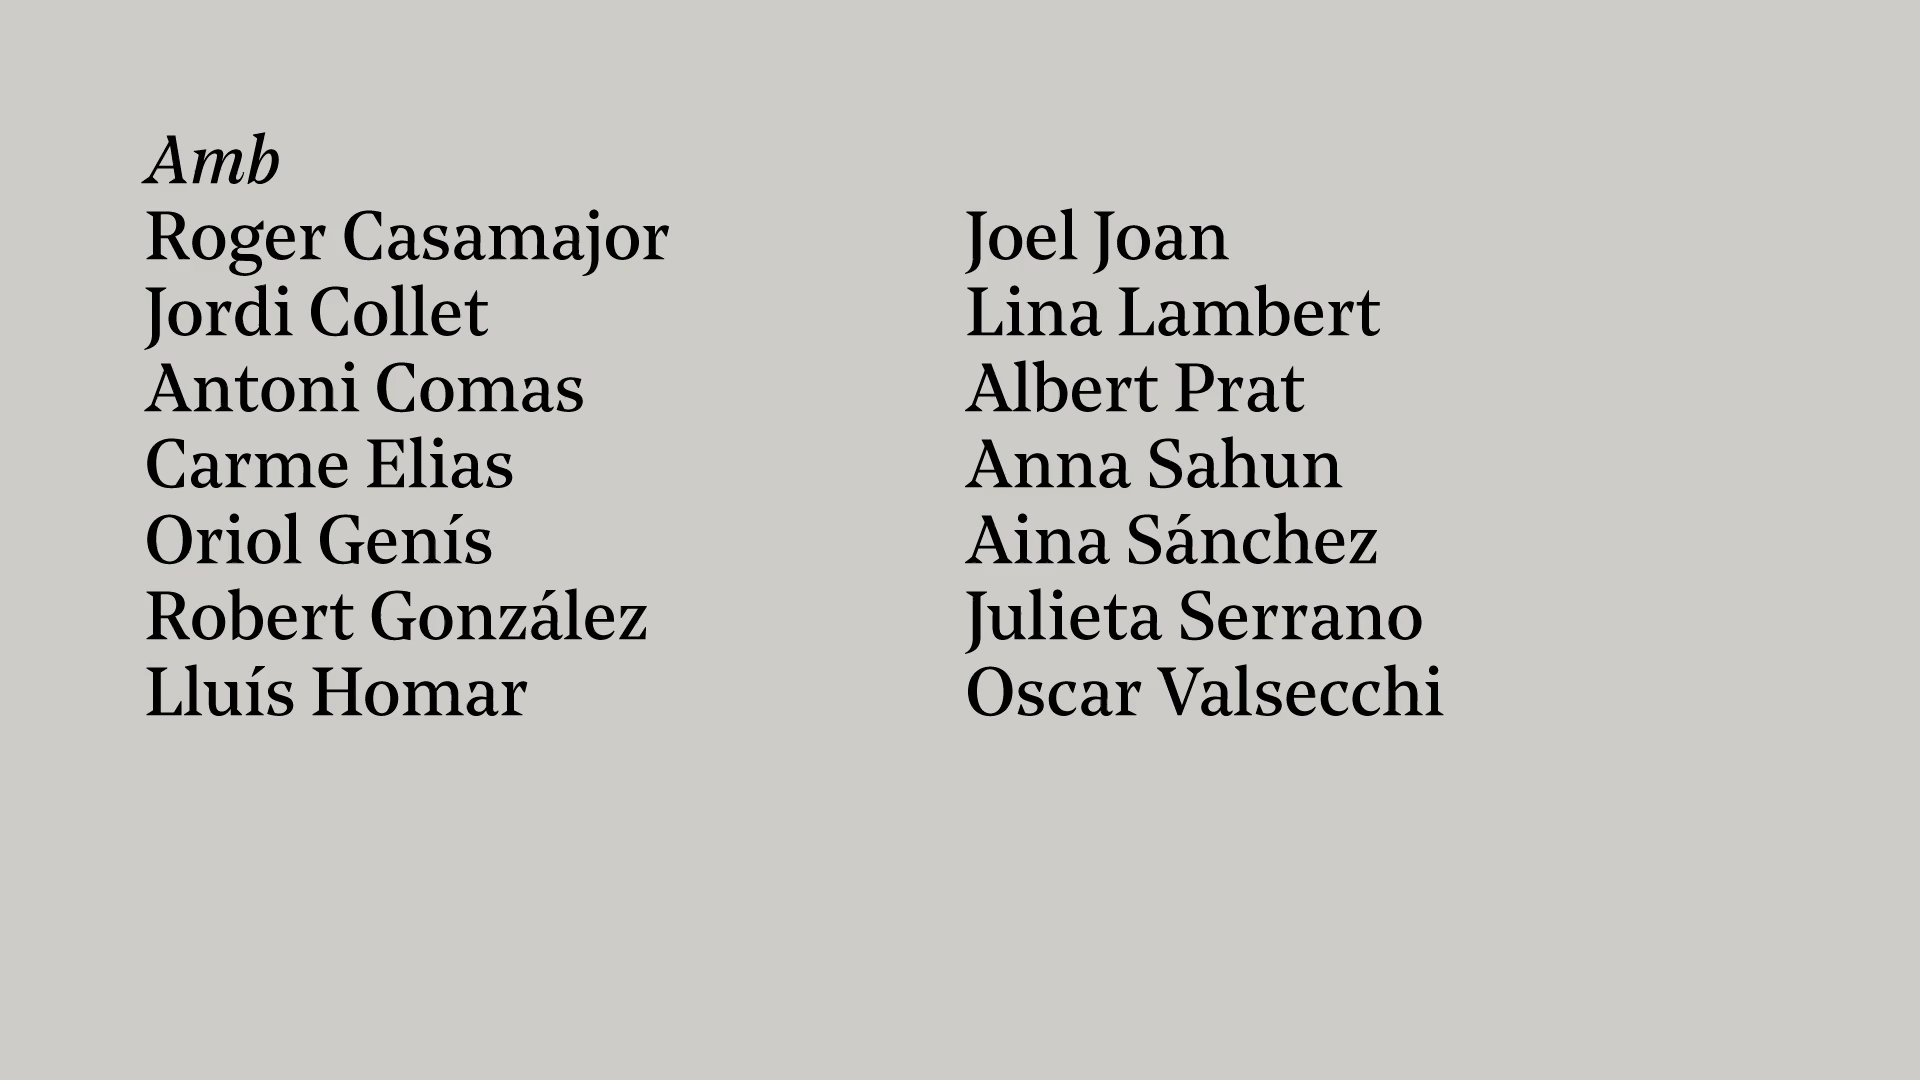 Amb
Roger Casamajor
Jordi Collet
Antoni Comas
Carme Elias
Oriol Genís
Robert González
Lluís Homar
Joel Joan
Lina Lambert
Albert Prat
Anna Sahun
Aina Sánchez
Julieta Serrano
Oscar Valsecchi